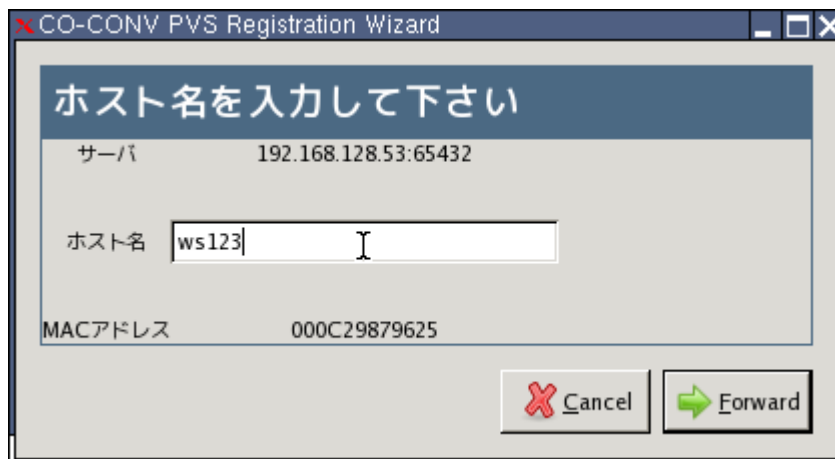 CO-CONV PVS Registration Wizard
ホスト名を入力して下さい
サーバ 192.168.128.53:65432
ホスト名 ws123
MACアドレス 000C29879625
Cancel Forward